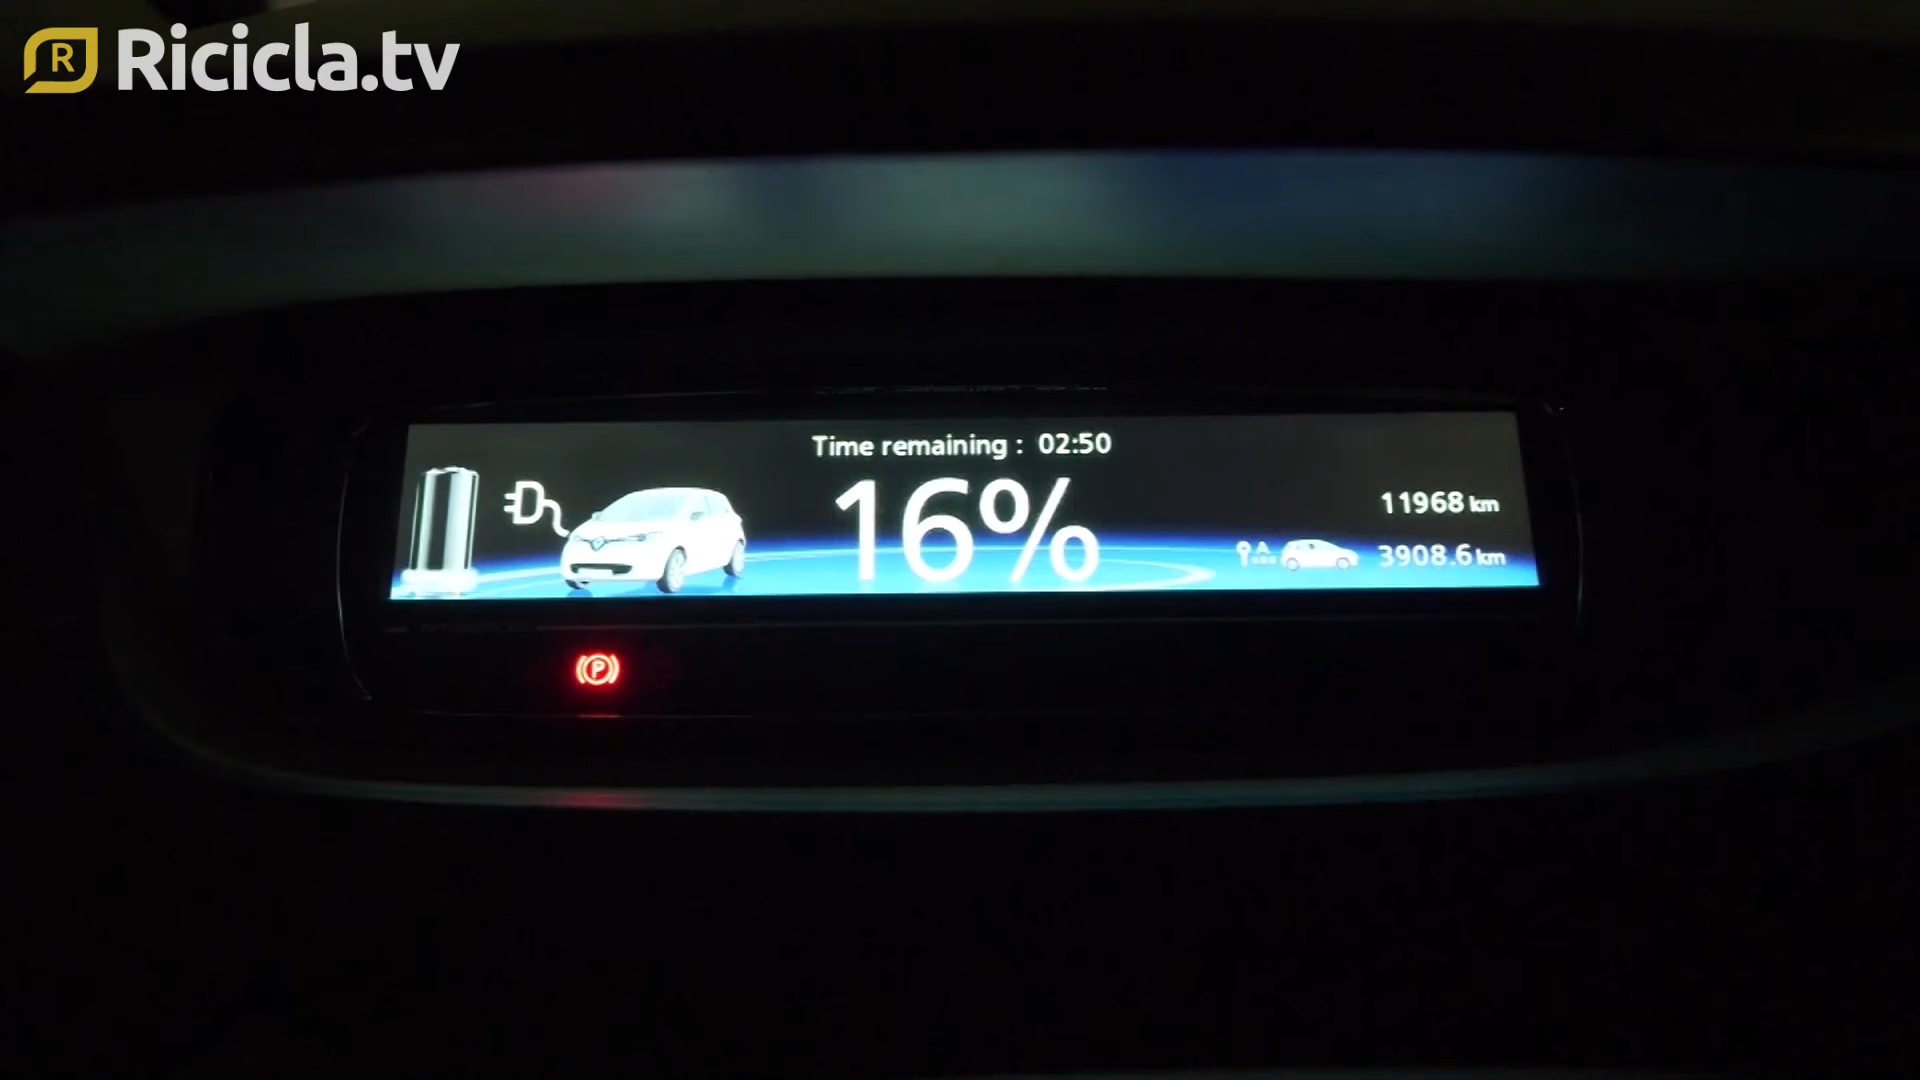 R Ricicla.tv
Time remaining : 02:50
16%
11968 km
A
3908.6 km
P